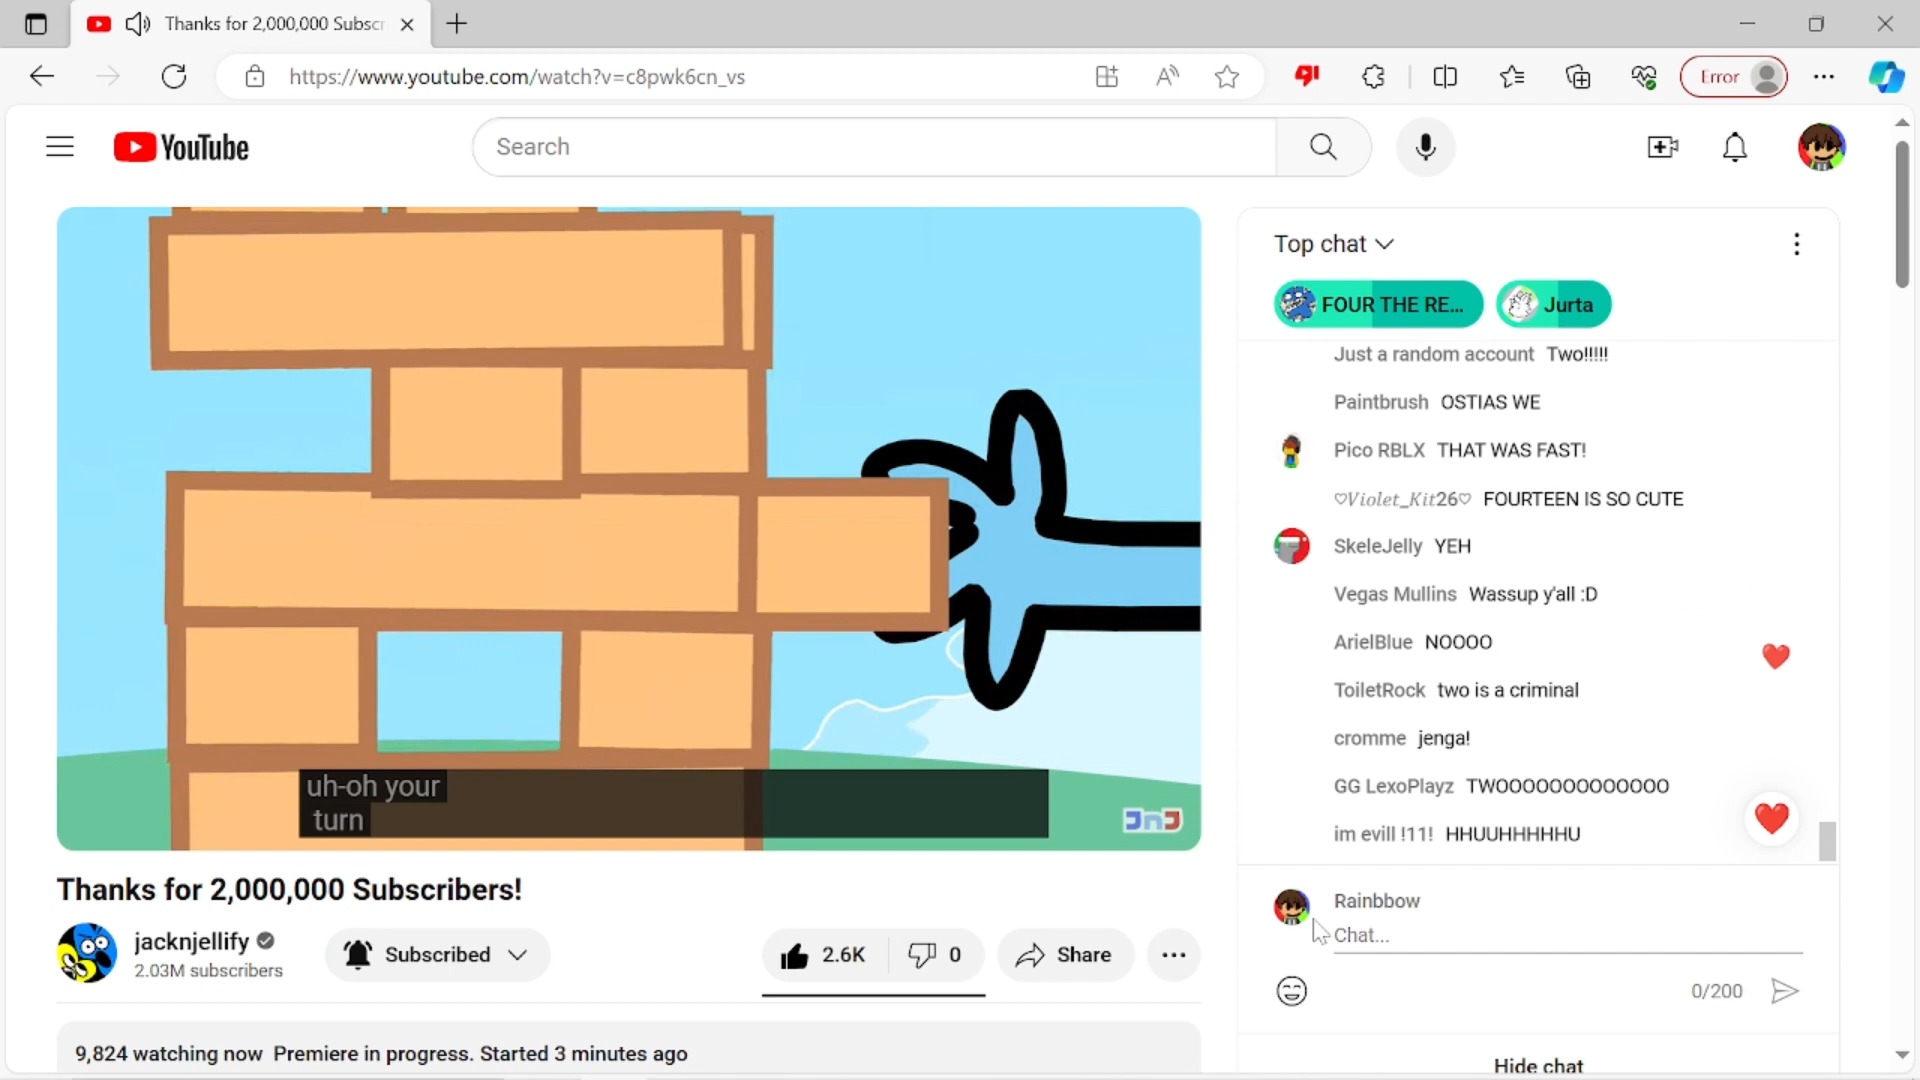 Thanks for 2,000,000 Subscr
https://www.youtube.com/watch?v=c8pwk6cn_vs
Error
YouTube
Search
uh-oh your
turn
JnJ
Top chat
FOUR THE RE...
Jurta
Just a random account Two!!!!!
Paintbrush OSTIAS WE
Pico RBLX THAT WAS FAST!
♡𝑉𝑖𝑜𝑙𝑒𝑡_𝐾𝑖𝑡26♡ FOURTEEN IS SO CUTE
SkeleJelly YEH
Vegas Mullins Wassup y'all :D
ArielBlue NOOOO
ToiletRock two is a criminal
cromme jenga!
GG LexoPlayz TWOOOOOOOOOOOOO
im evill !11! HHUUHHHHHU
Rainbbow
Chat...
0/200
Hide chat
Thanks for 2,000,000 Subscribers!
jacknjellify
2.03M subscribers
Subscribed
2.6K
0
Share
9,824 watching now Premiere in progress. Started 3 minutes ago